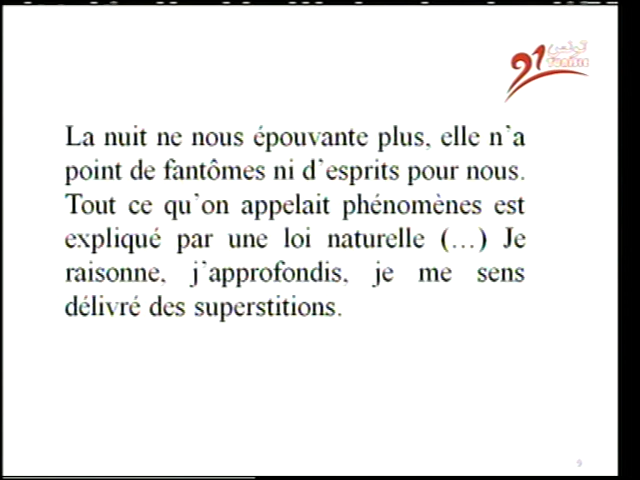 21
La nuit ne nous épouvante plus, elle n'a
point de fantômes ni d'esprits pour nous.
Tout ce qu'on appelait phénomènes est
expliqué par une loi naturelle (...) Je
raisonne, j'approfondis, je me sens
délivré des superstitions.
9